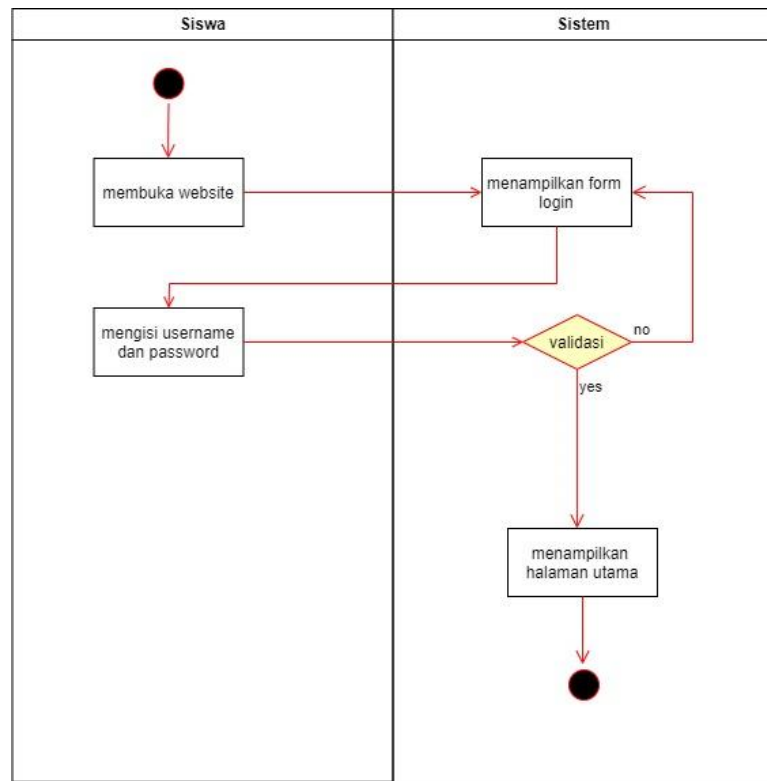 Siswa
Sistem
membuka website
menampilkan form
login
mengisi username
dan password
validasi
no
yes
menampilkan
halaman utama